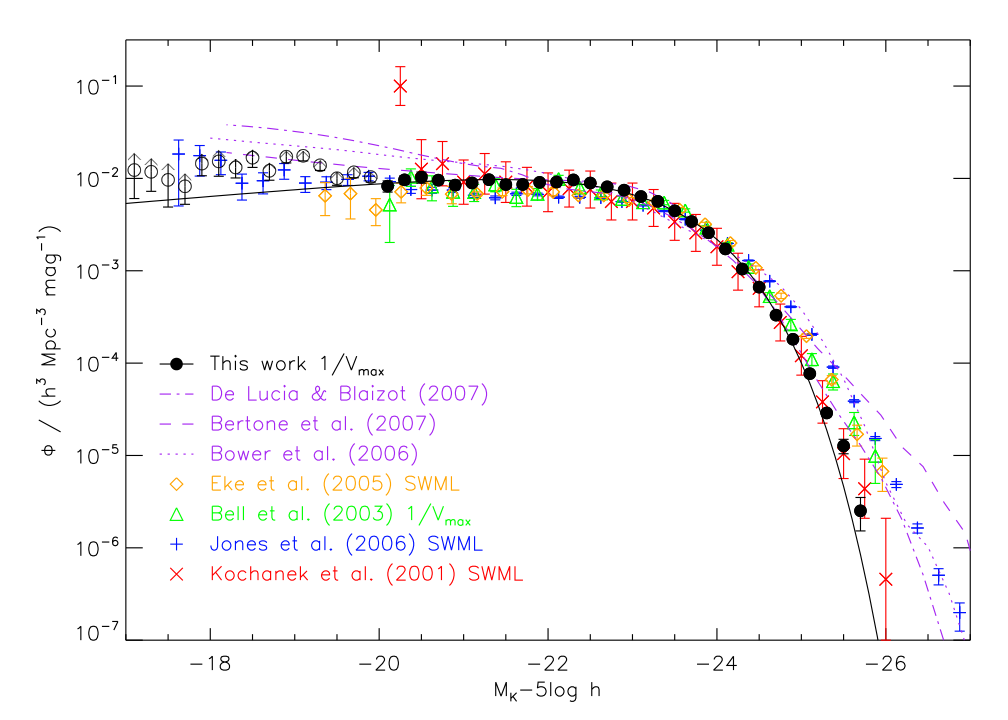 10⁻¹
10⁻²
10⁻³
10⁻⁴
10⁻⁵
10⁻⁶
10⁻⁷
ϕ / (h³ Mpc⁻³ mag⁻¹)
This work 1/Vmax
De Lucia & Blaizot (2007)
Bertone et al. (2007)
Bower et al. (2006)
Eke et al. (2005) SWML
Bell et al. (2003) 1/Vmax
Jones et al. (2006) SWML
Kochanek et al. (2001) SWML
−18 −20 −22 −24 −26
M_K−5log h